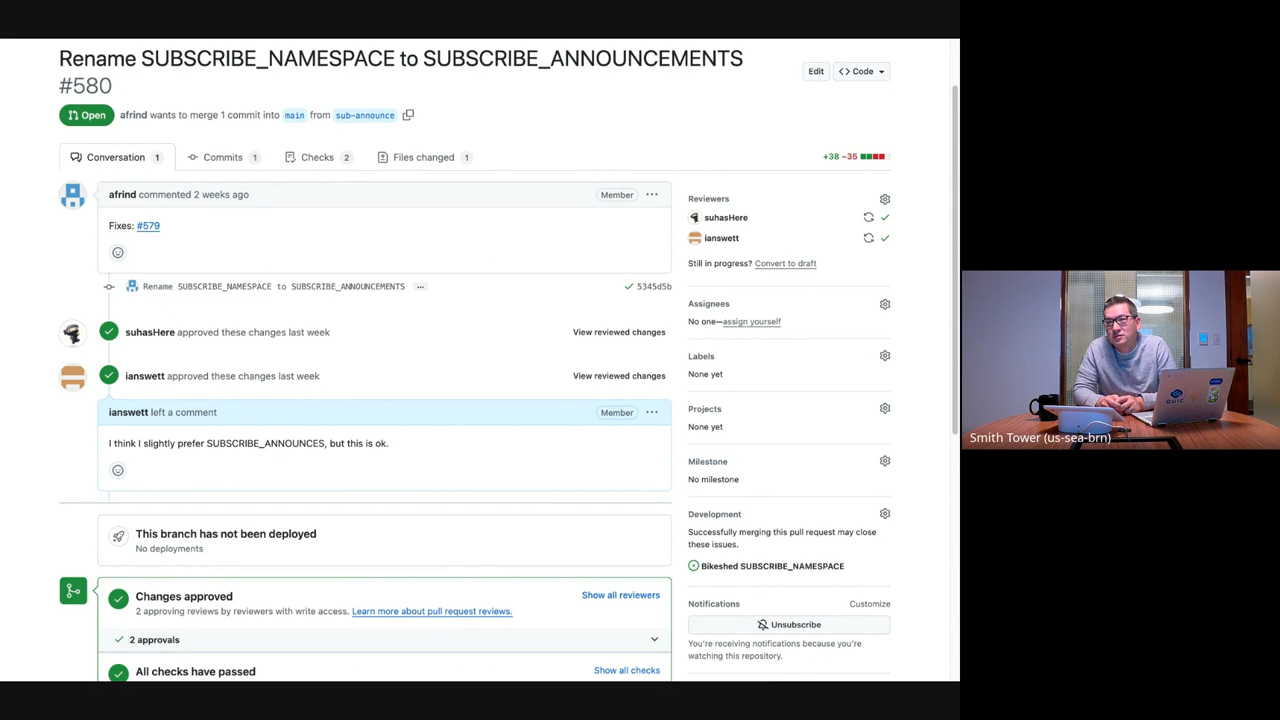 Rename SUBSCRIBE_NAMESPACE to SUBSCRIBE_ANNOUNCEMENTS
#580
Edit
<> Code
Open
afrind wants to merge 1 commit into main from sub-announce
Conversation 1
Commits 1
Checks 2
Files changed 1
+38 −35
afrind commented 2 weeks ago
Member
Fixes: #579
Rename SUBSCRIBE_NAMESPACE to SUBSCRIBE_ANNOUNCEMENTS
5345d5b
suhasHere approved these changes last week
View reviewed changes
ianswett approved these changes last week
View reviewed changes
ianswett left a comment
Member
I think I slightly prefer SUBSCRIBE_ANNOUNCES, but this is ok.
This branch has not been deployed
No deployments
Changes approved
Show all reviewers
2 approving reviews by reviewers with write access. Learn more about pull request reviews.
2 approvals
All checks have passed
Show all checks
Reviewers
suhasHere
ianswett
Still in progress? Convert to draft
Assignees
No one—assign yourself
Labels
None yet
Projects
None yet
Milestone
No milestone
Development
Successfully merging this pull request may close
these issues.
Bikeshed SUBSCRIBE_NAMESPACE
Notifications
Customize
Unsubscribe
You're receiving notifications because you're
watching this repository.
QUIC
Smith Tower (us-sea-brn)